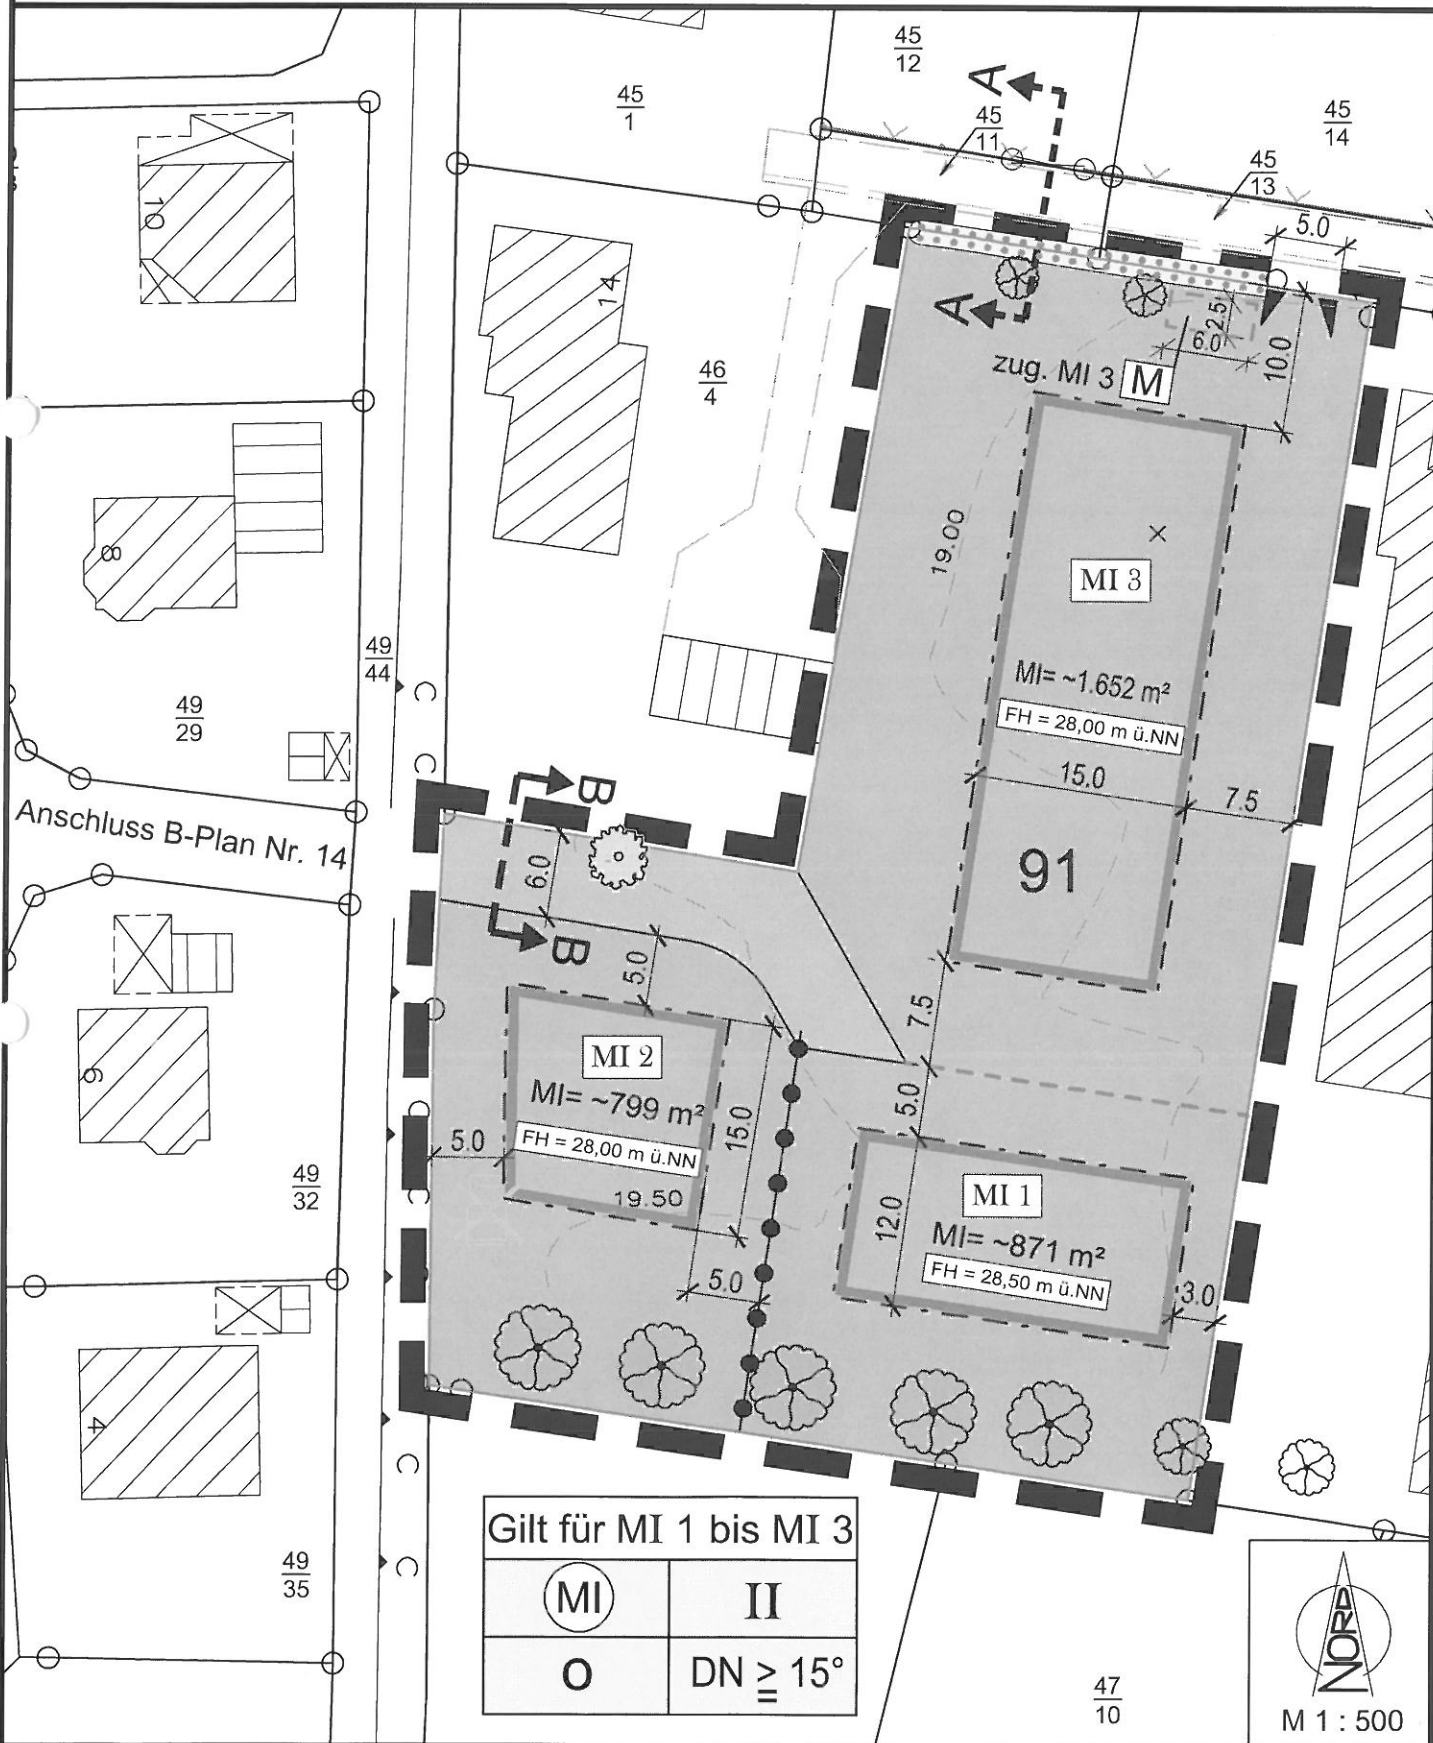 45
12
45
1
A
45
11
45
14
45
13
5.0
10
14
A
2.5
6.0
10.0
zug. MI 3 M
46
4
19.00
8
MI 3
49
44
49
29
MI= ~1.652 m²
FH = 28,00 m ü.NN
15.0
7.5
B
Anschluss B-Plan Nr. 14
6.0
91
B
5.0
7.5
MI 2
MI= ~799 m²
FH = 28,00 m ü.NN
19.50
5.0
15.0
5.0
6
49
32
MI 1
12.0
MI= ~871 m²
FH = 28,50 m ü.NN
3.0
5.0
4
49
35
Gilt für MI 1 bis MI 3
MI II
O DN ≧ 15°
47
10
NORD
M 1 : 500